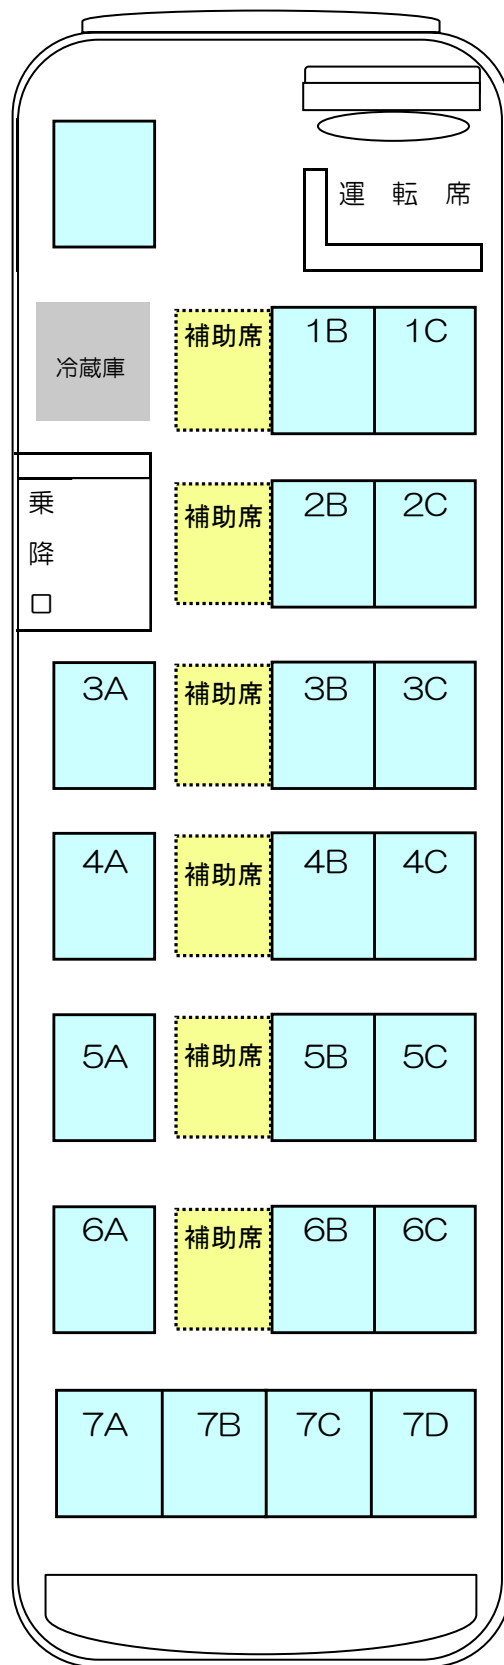 運 転 席
補助席 1B 1C
冷蔵庫
乗
降
口
補助席 2B 2C
3A 補助席 3B 3C
4A 補助席 4B 4C
5A 補助席 5B 5C
6A 補助席 6B 6C
7A 7B 7C 7D